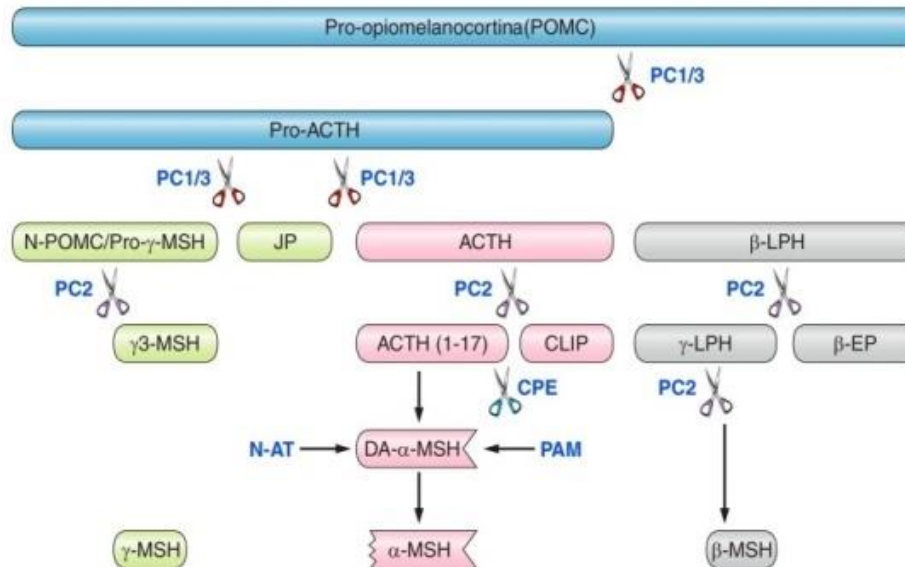 Pro-opiomelanocortina(POMC)
PC1/3
Pro-ACTH
PC1/3 PC1/3
N-POMC/Pro-γ-MSH JP ACTH β-LPH
PC2 PC2 PC2
γ3-MSH ACTH (1-17) CLIP γ-LPH β-EP
CPE PC2
N-AT DA-α-MSH PAM
γ-MSH α-MSH β-MSH